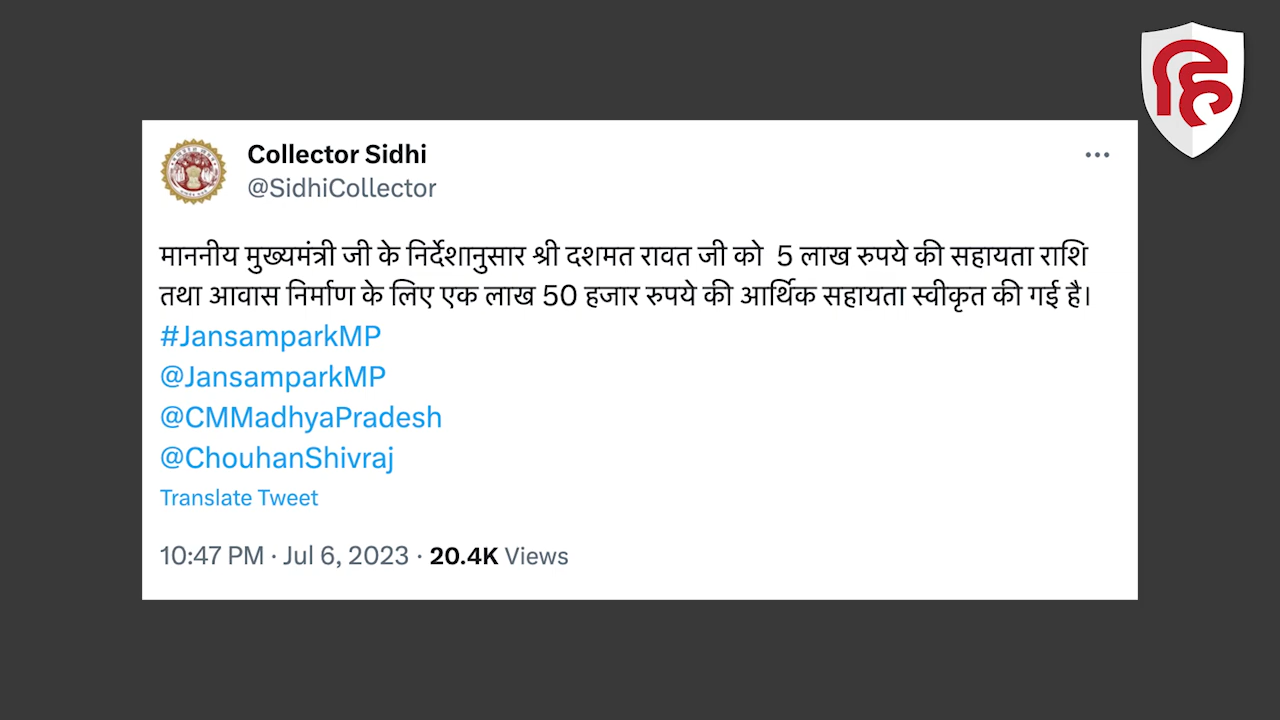 हि
Collector Sidhi
@SidhiCollector
माननीय मुख्यमंत्री जी के निर्देशानुसार श्री दशमत रावत जी को 5 लाख रुपये की सहायता राशि
तथा आवास निर्माण के लिए एक लाख 50 हजार रुपये की आर्थिक सहायता स्वीकृत की गई है।
#JansamparkMP
@JansamparkMP
@CMMadhyaPradesh
@ChouhanShivraj
Translate Tweet
10:47 PM · Jul 6, 2023 · 20.4K Views